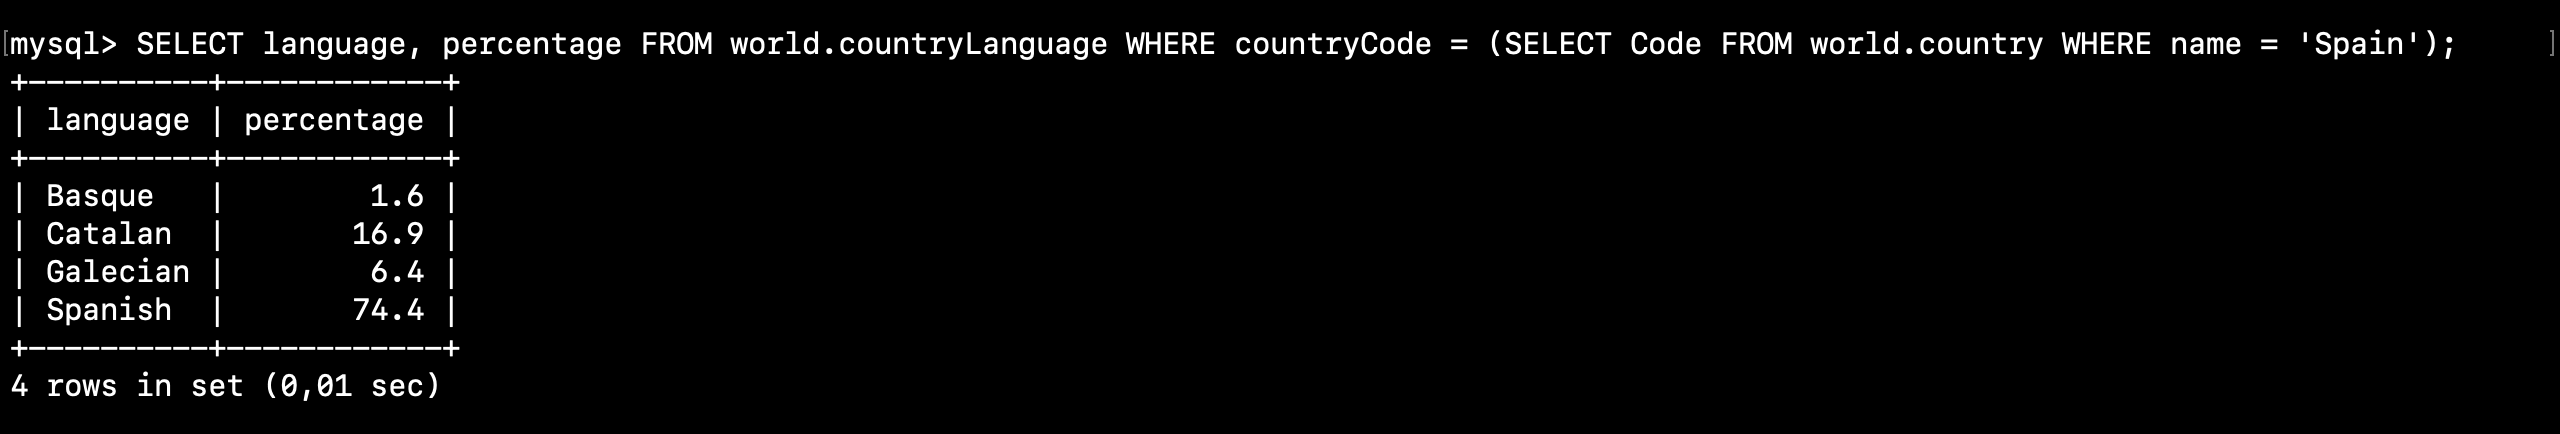 [mysql> SELECT language, percentage FROM world.countryLanguage WHERE countryCode = (SELECT Code FROM world.country WHERE name = 'Spain'); ]
+----------+------------+
| language | percentage |
+----------+------------+
| Basque   |        1.6 |
| Catalan  |       16.9 |
| Galecian |        6.4 |
| Spanish  |       74.4 |
+----------+------------+
4 rows in set (0,01 sec)